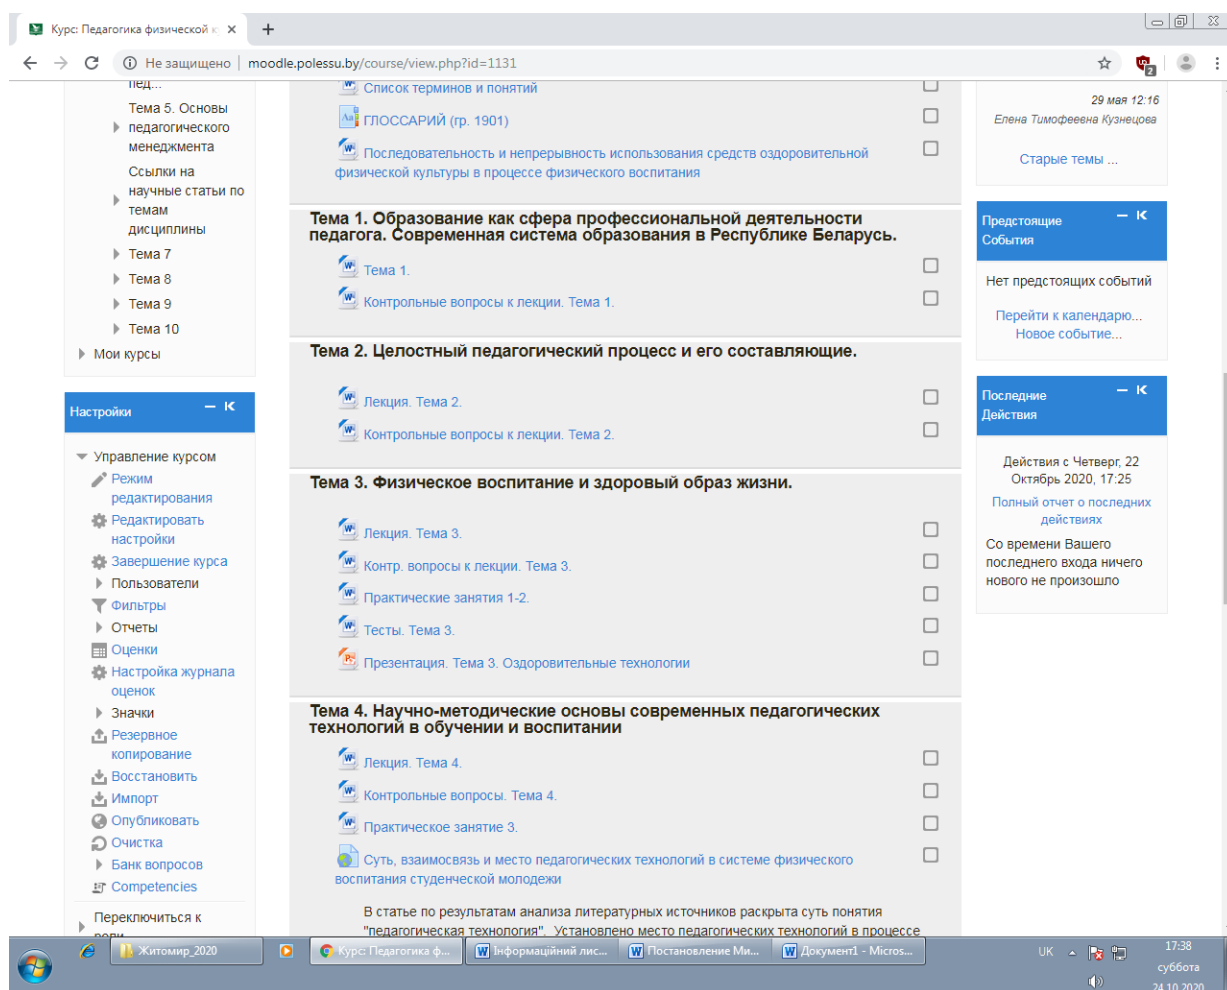 Курс: Педагогика физической к
Не защищено | moodle.polessu.by/course/view.php?id=1131
2
пед...
Тема 5. Основы
педагогического
менеджмента
Ссылки на
научные статьи по
темам
дисциплины
Тема 7
Тема 8
Тема 9
Тема 10
Мои курсы
Настройки
Управление курсом
Режим
редактирования
Редактировать
настройки
Завершение курса
Пользователи
Фильтры
Отчеты
Оценки
Настройка журнала
оценок
Значки
Резервное
копирование
Восстановить
Импорт
Опубликовать
Очистка
Банк вопросов
Competencies
Переключиться к
роли
Список терминов и понятий
ГЛОССАРИЙ (гр. 1901)
Последовательность и непрерывность использования средств оздоровительной
физической культуры в процессе физического воспитания
Тема 1. Образование как сфера профессиональной деятельности
педагога. Современная система образования в Республике Беларусь.
Тема 1.
Контрольные вопросы к лекции. Тема 1.
Тема 2. Целостный педагогический процесс и его составляющие.
Лекция. Тема 2.
Контрольные вопросы к лекции. Тема 2.
Тема 3. Физическое воспитание и здоровый образ жизни.
Лекция. Тема 3.
Контр. вопросы к лекции. Тема 3.
Практические занятия 1-2.
Тесты. Тема 3.
Презентация. Тема 3. Оздоровительные технологии
Тема 4. Научно-методические основы современных педагогических
технологий в обучении и воспитании
Лекция. Тема 4.
Контрольные вопросы. Тема 4.
Практическое занятие 3.
Суть, взаимосвязь и место педагогических технологий в системе физического
воспитания студенческой молодежи
В статье по результатам анализа литературных источников раскрыта суть понятия
"педагогическая технология". Установлено место педагогических технологий в процессе
29 мая 12:16
Елена Тимофеевна Кузнецова
Старые темы ...
Предстоящие
События
Нет предстоящих событий
Перейти к календарю...
Новое событие...
Последние
Действия
Действия с Четверг, 22
Октябрь 2020, 17:25
Полный отчет о последних
действиях
Со времени Вашего
последнего входа ничего
нового не произошло
Житомир_2020
Курс: Педагогика ф...
Інформаційний лис...
Постановление Ми...
Документ1 - Micros...
UK
17:38
суббота
24.10.2020